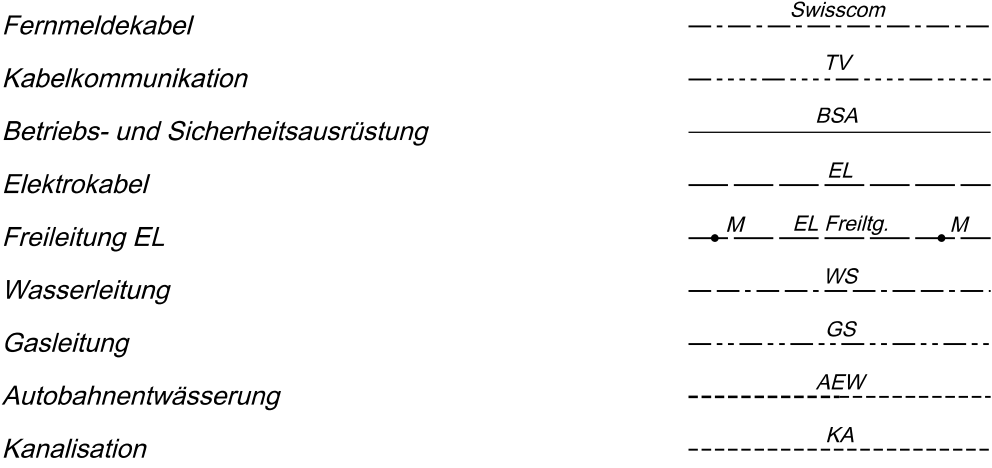 Fernmeldekabel Swisscom
Kabelkommunikation TV
Betriebs- und Sicherheitsausrüstung BSA
Elektrokabel EL
Freileitung EL M EL Freiltg. M
Wasserleitung WS
Gasleitung GS
Autobahnentwässerung AEW
Kanalisation KA